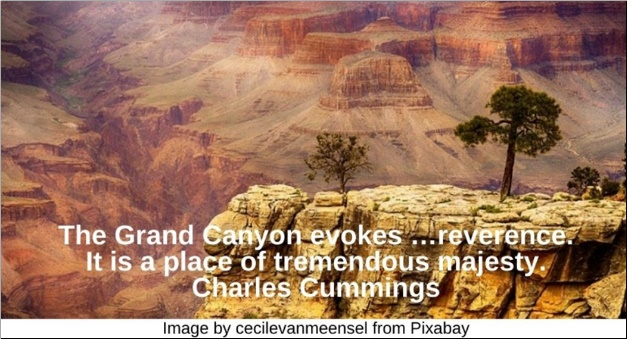 The Grand Canyon evokes ...reverence.
It is a place of tremendous majesty.
Charles Cummings
Image by cecilevanmeensel from Pixabay